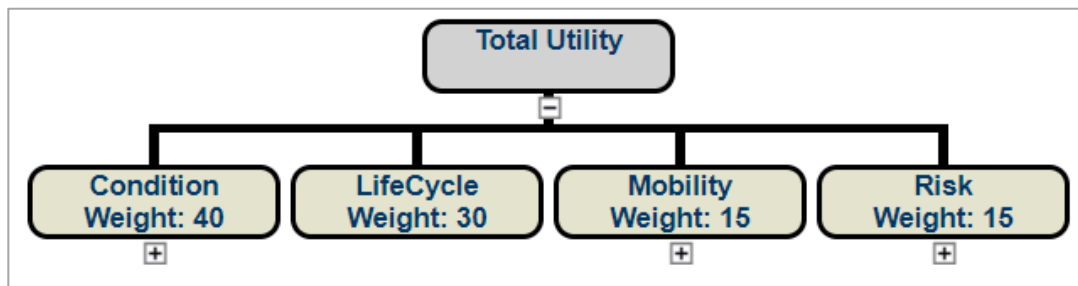 Total Utility
Condition
Weight: 40
LifeCycle
Weight: 30
Mobility
Weight: 15
Risk
Weight: 15